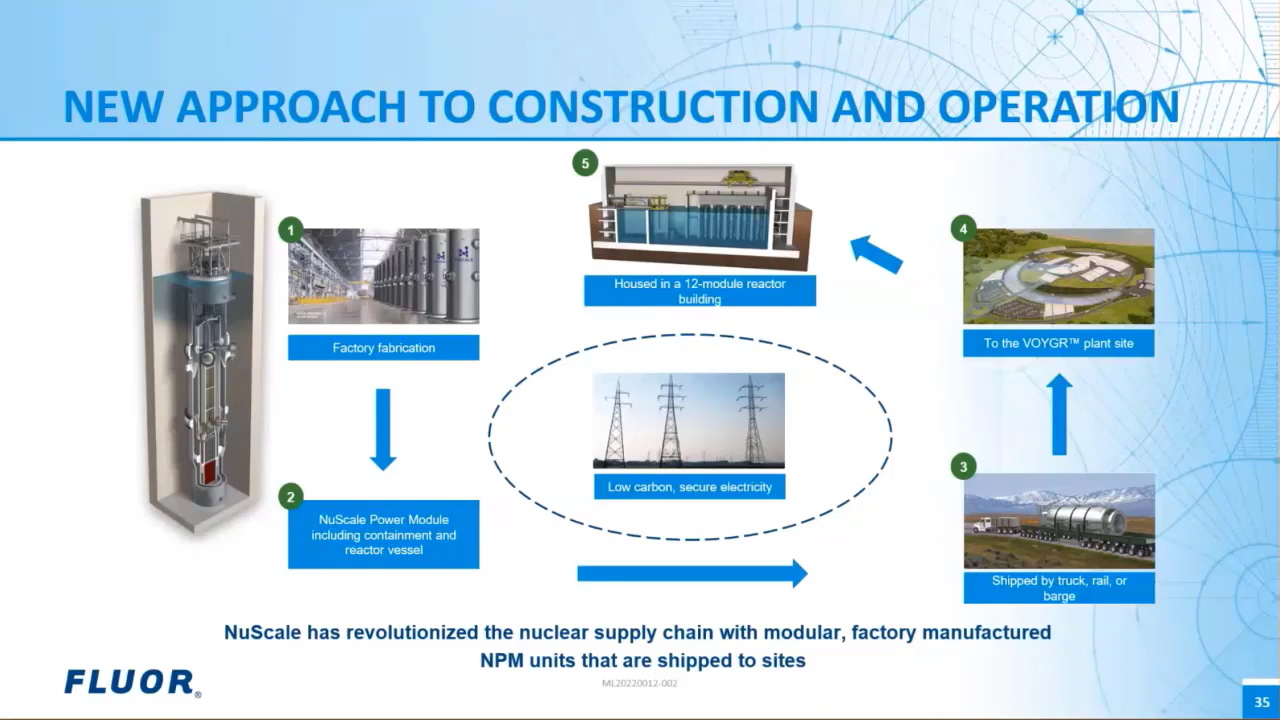 NEW APPROACH TO CONSTRUCTION AND OPERATION
1
Factory fabrication
2
NuScale Power Module
including containment and
reactor vessel
3
Shipped by truck, rail, or
barge
4
To the VOYGR™ plant site
5
Housed in a 12-module reactor
building
Low carbon, secure electricity
NuScale has revolutionized the nuclear supply chain with modular, factory manufactured
NPM units that are shipped to sites
FLUOR®
ML20220012-002
35